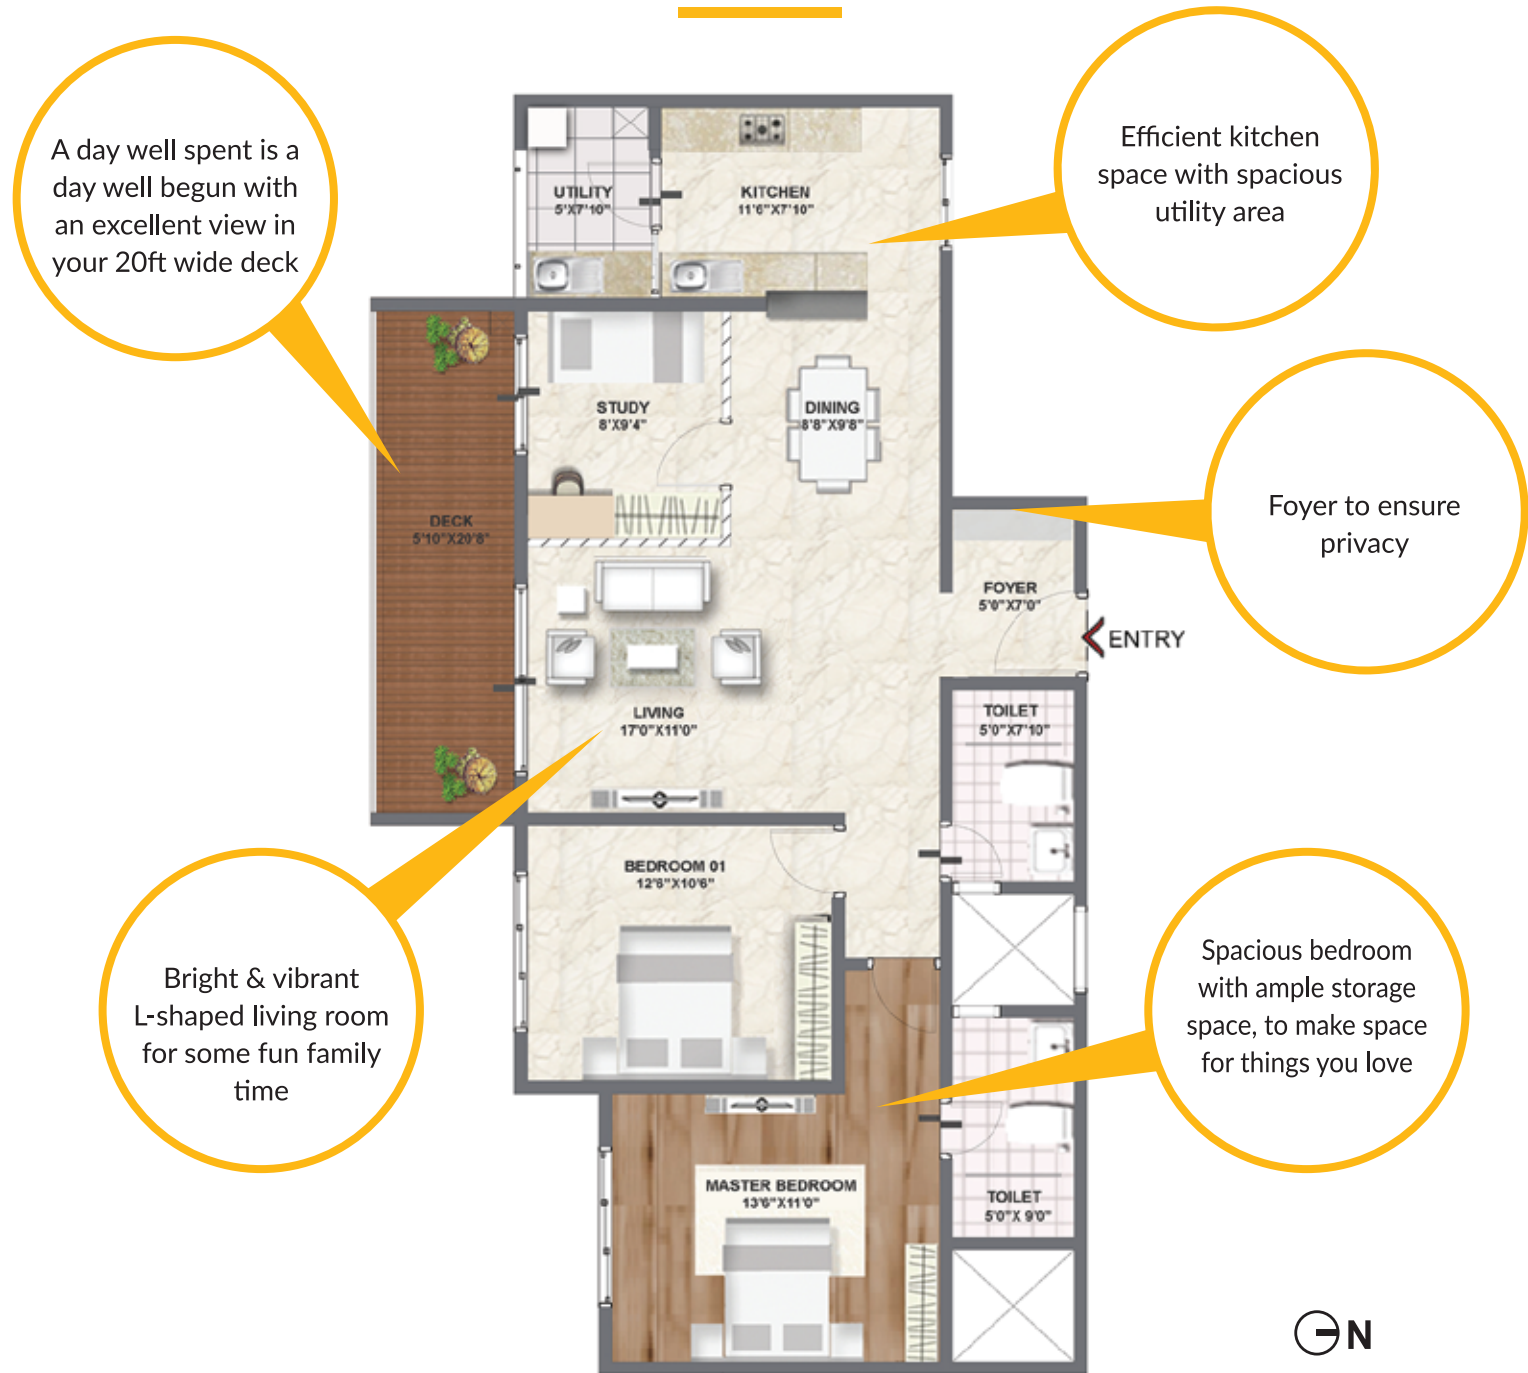 A day well spent is a
day well begun with
an excellent view in
your 20ft wide deck
Efficient kitchen
space with spacious
utility area
UTILITY
5'X7'10"
KITCHEN
11'6"X7'10"
STUDY
8'X9'4"
DINING
8'8"X9'8"
DECK
5'10"X20'8"
Foyer to ensure
privacy
FOYER
5'0"X7'0"
ENTRY
LIVING
17'0"X11'0"
TOILET
5'0"X7'10"
BEDROOM 01
12'6"X10'6"
Bright & vibrant
L-shaped living room
for some fun family
time
Spacious bedroom
with ample storage
space, to make space
for things you love
MASTER BEDROOM
13'6"X11'0"
TOILET
5'0"X 9'0"
N